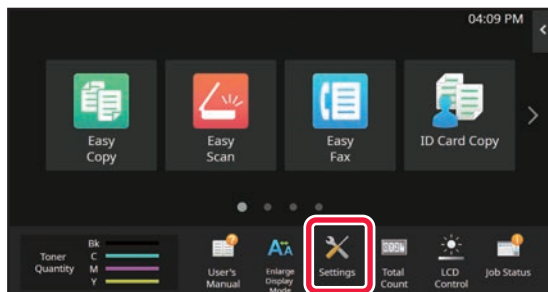 04:09 PM
Easy
Copy
Easy
Scan
Easy
Fax
ID Card Copy
Toner
Quantity
Bk
C
M
Y
User's
Manual
Enlarge
Display
Mode
Settings
Total
Count
LCD
Control
Job Status